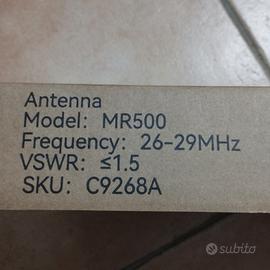 Antenna
Model: MR500
Frequency: 26-29MHz
VSWR: ≤1.5
SKU: C9268A
subito